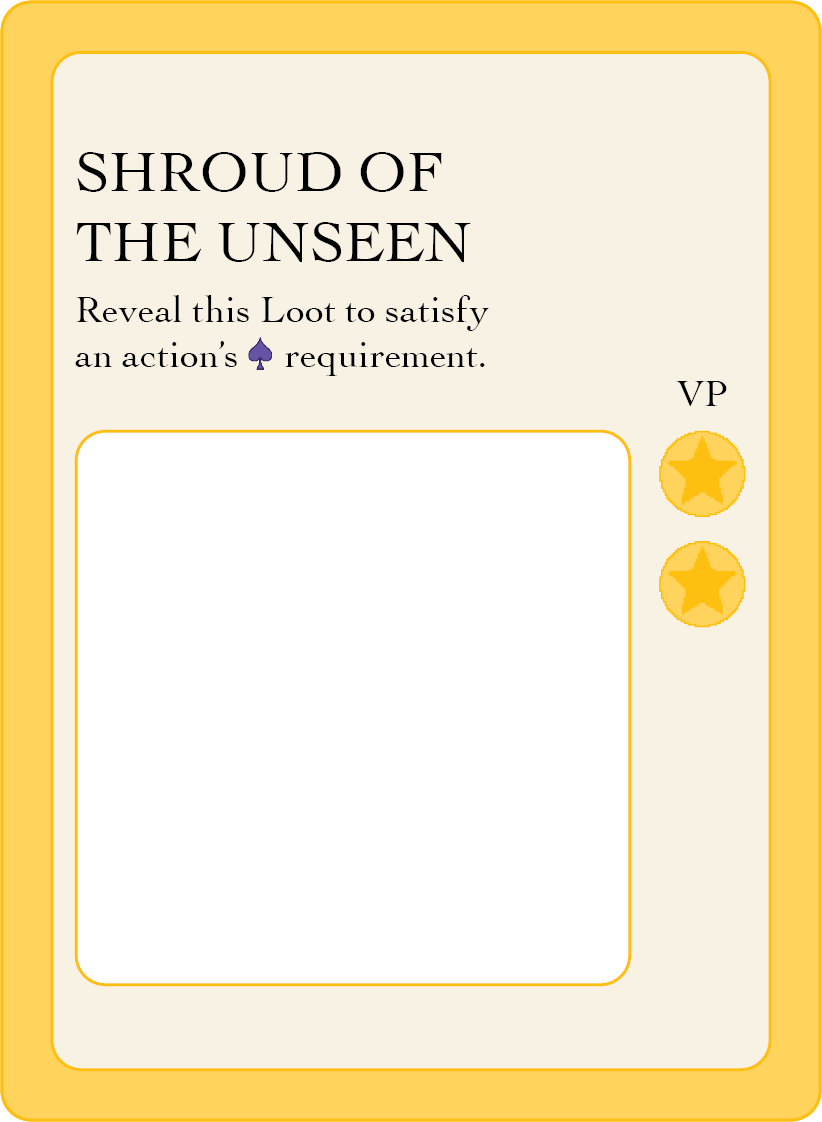 SHROUD OF
THE UNSEEN
Reveal this Loot to satisfy
an action’s ♠ requirement.
VP